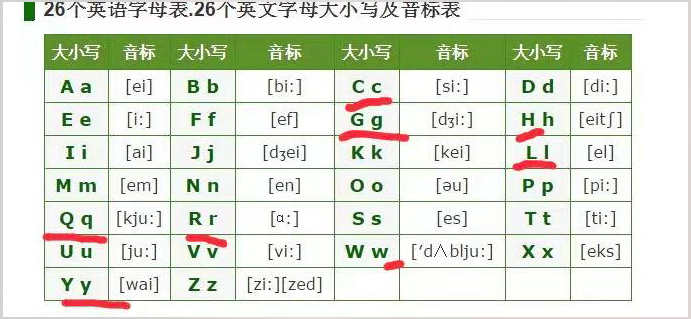 26个英语字母表.26个英文字母大小写及音标表
大小写 音标 大小写 音标 大小写 音标 大小写 音标
A a [ei] B b [bi:] C c [si:] D d [di:]
E e [i:] F f [ef] G g [dʒi:] H h [eitʃ]
I i [ai] J j [dʒei] K k [kei] L l [el]
M m [em] N n [en] O o [əu] P p [pi:]
Q q [kju:] R r [ɑ:] S s [es] T t [ti:]
U u [ju:] V v [vi:] W w ['d∧blju:] X x [eks]
Y y [wai] Z z [zi:][zed]